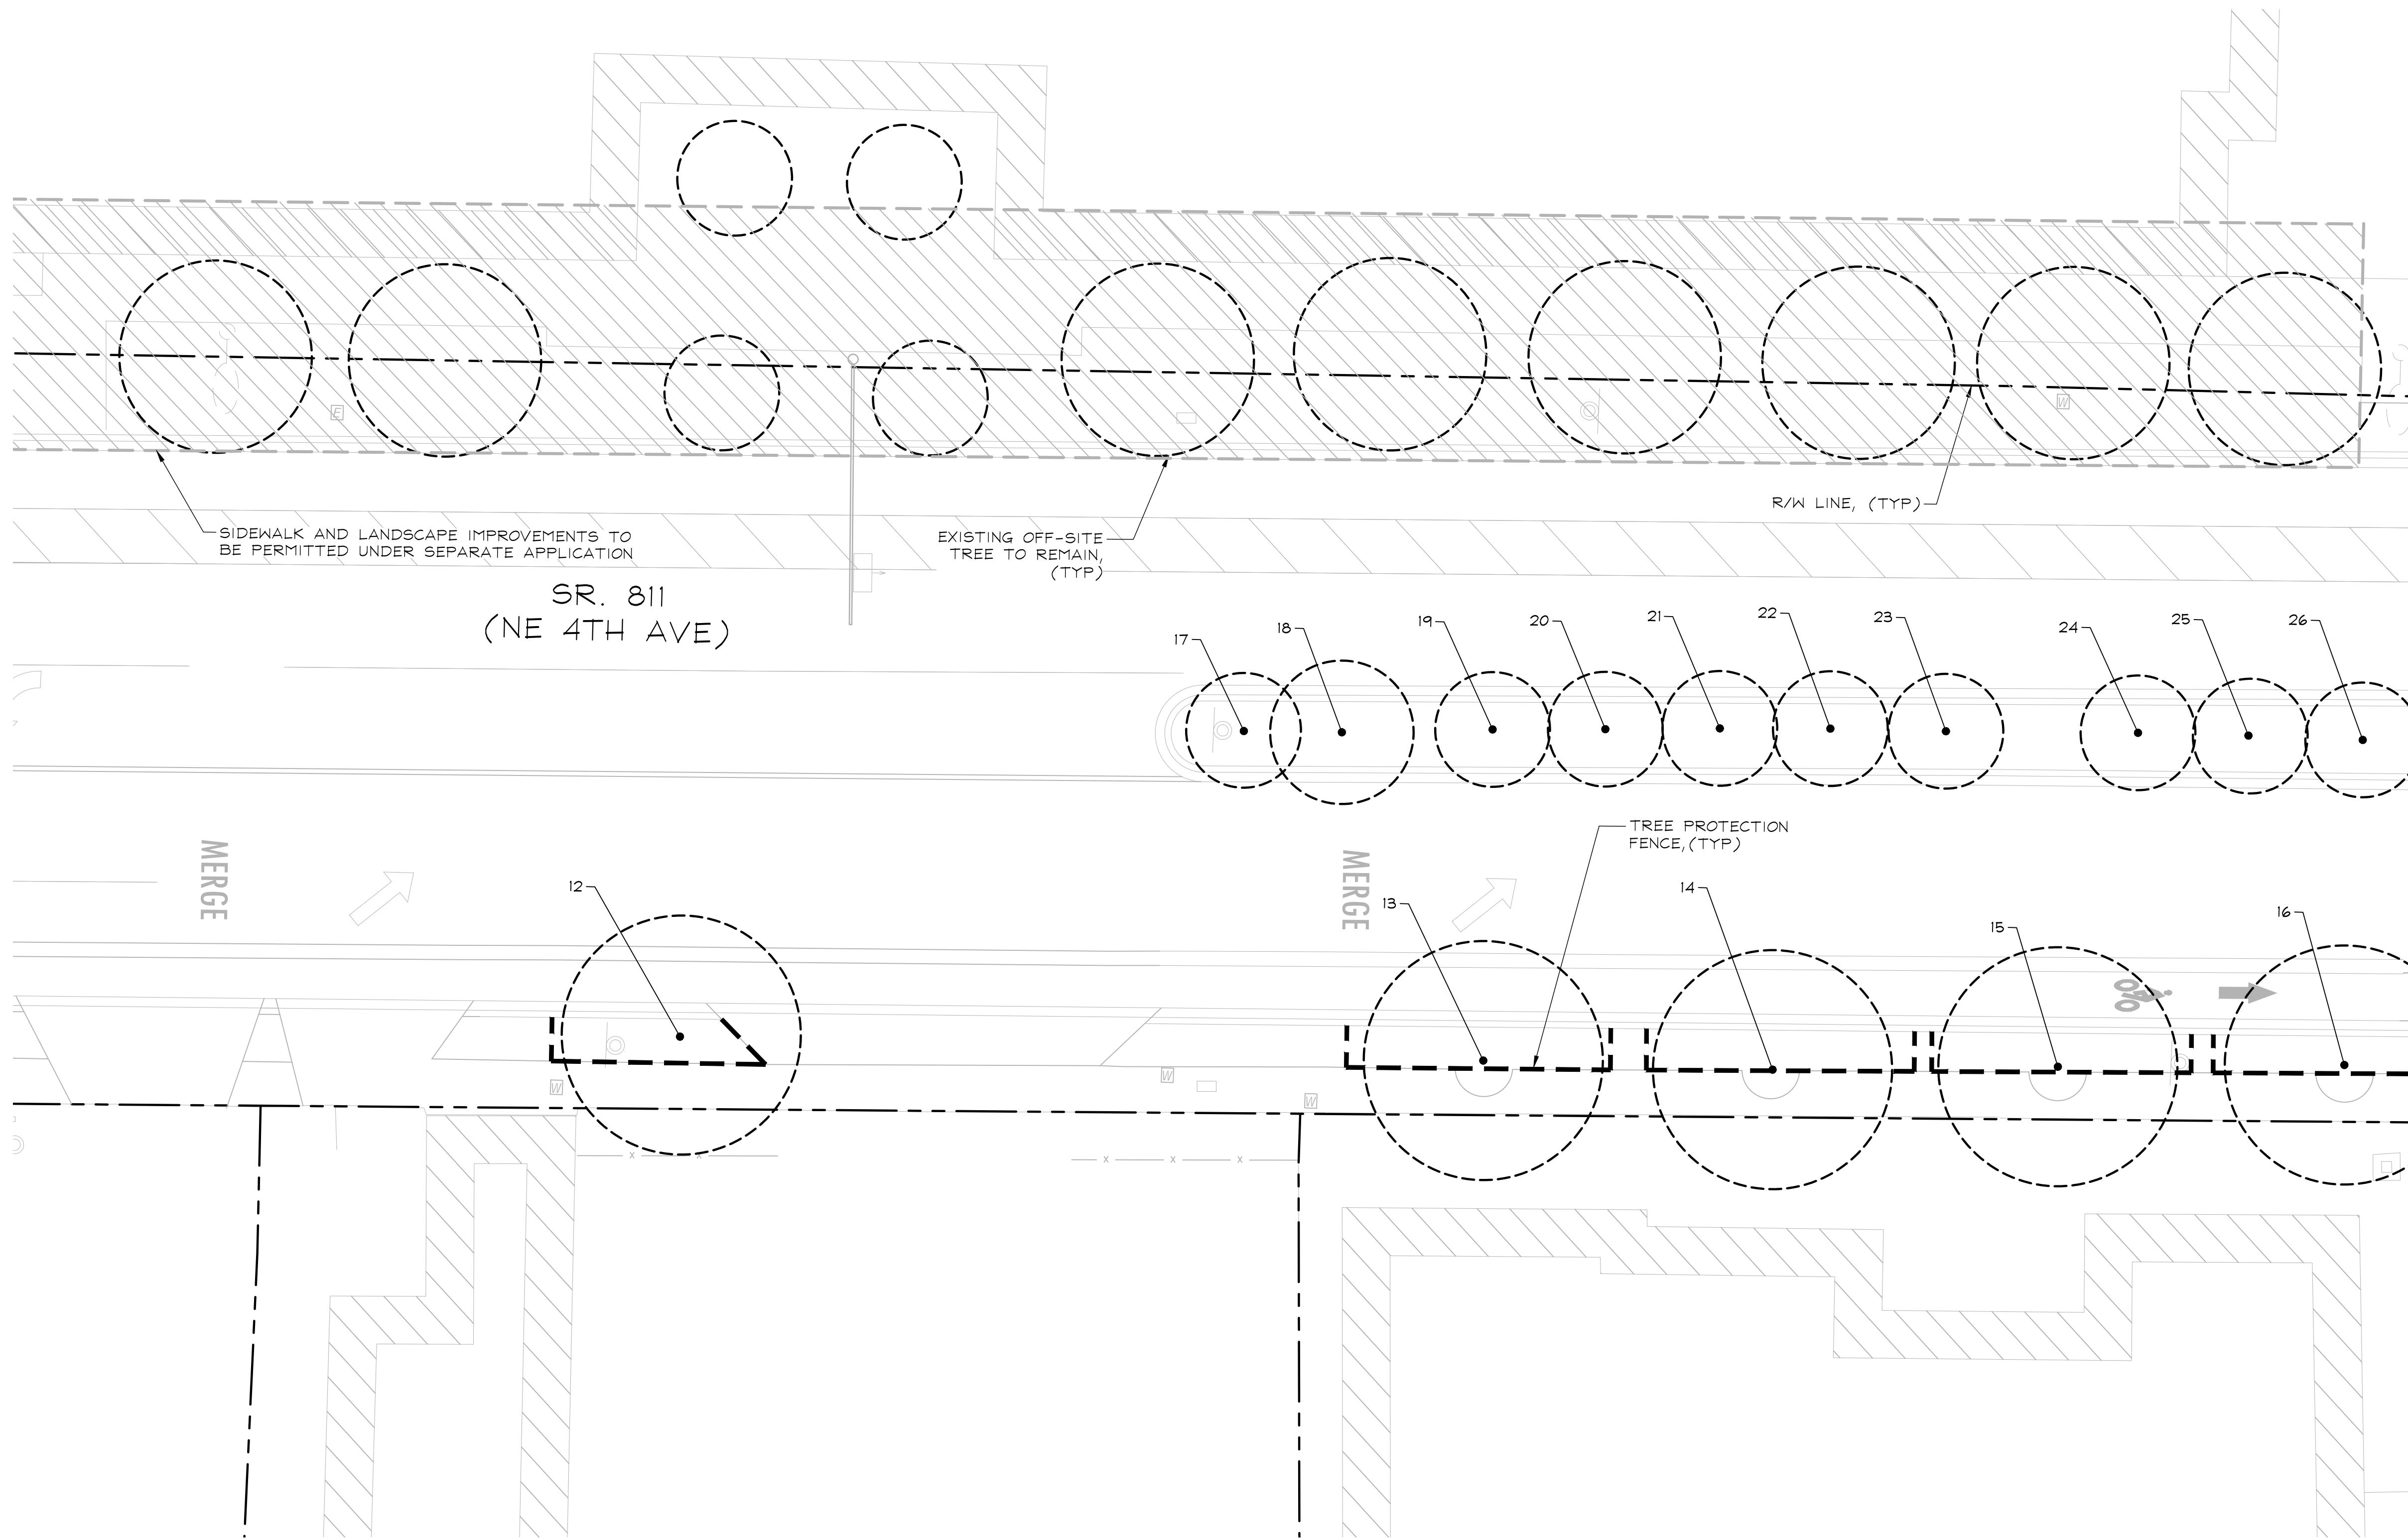 E
W
R/W LINE, (TYP)
SIDEWALK AND LANDSCAPE IMPROVEMENTS TO
BE PERMITTED UNDER SEPARATE APPLICATION
EXISTING OFF-SITE
TREE TO REMAIN,
(TYP)
SR. 811
(NE 4TH AVE)
17
18
19
20
21
22
23
24
25
26
TREE PROTECTION
FENCE,(TYP)
MERGE
MERGE
12
13
14
15
16
W
W
W
X
X
X
X
X